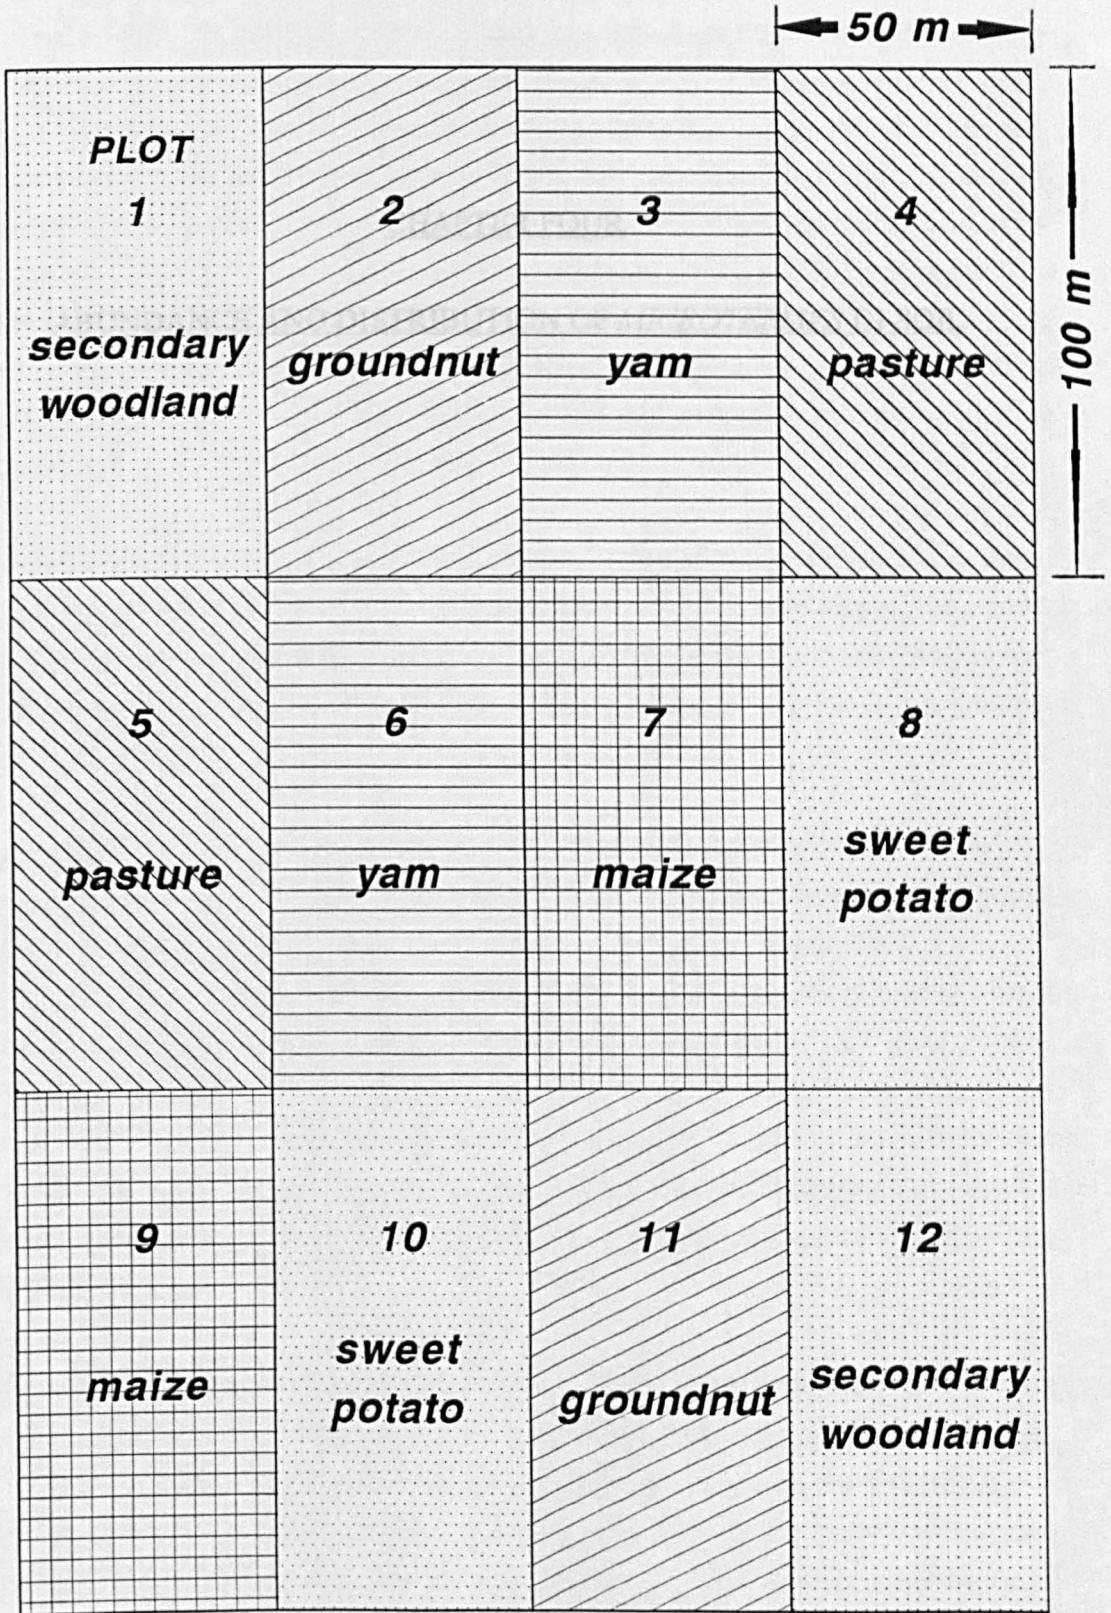 50 m
PLOT
1
2
3
4
secondary
woodland
groundnut
yam
pasture
100 m
5
6
7
8
pasture
yam
maize
sweet
potato
9
10
11
12
maize
sweet
potato
groundnut
secondary
woodland